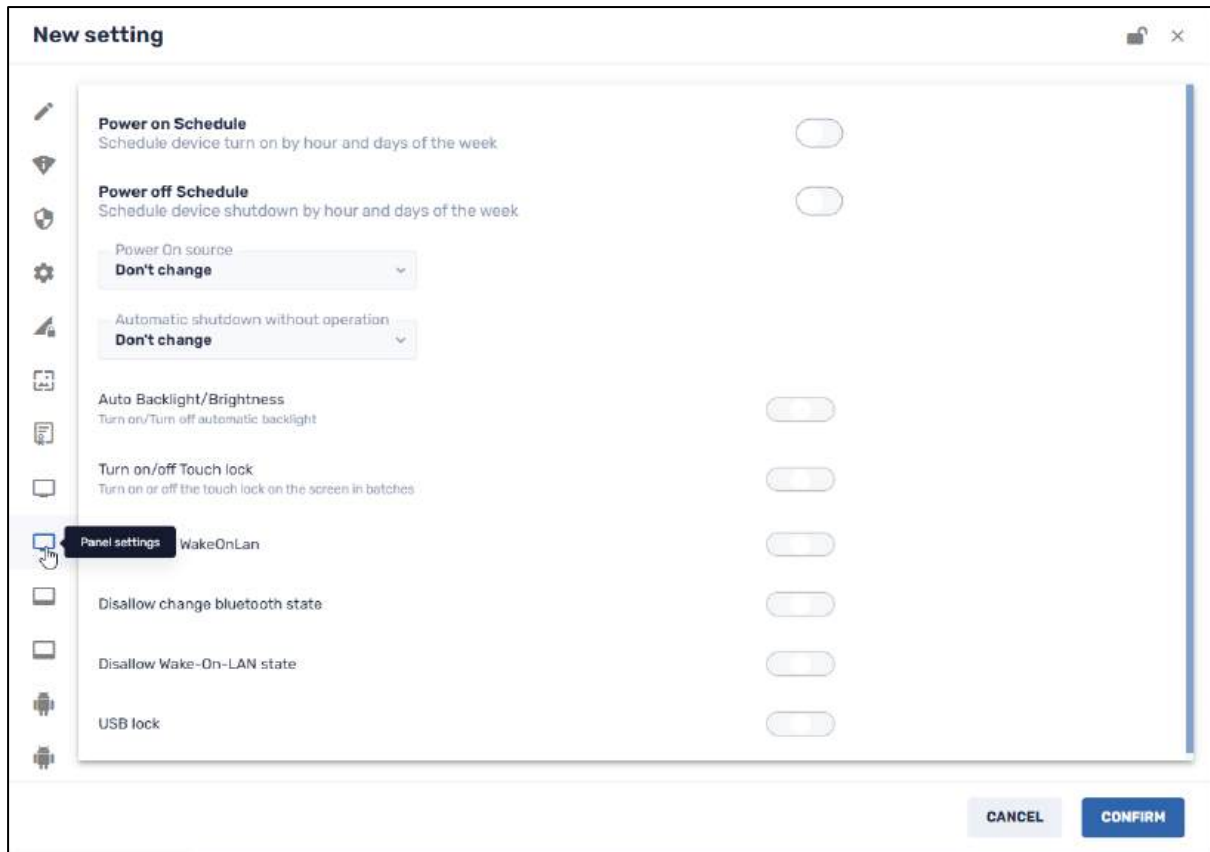 New setting
Power on Schedule
Schedule device turn on by hour and days of the week
Power off Schedule
Schedule device shutdown by hour and days of the week
Power On source
Don't change
Automatic shutdown without operation
Don't change
Auto Backlight/Brightness
Turn on/Turn off automatic backlight
Turn on/off Touch lock
Turn on or off the touch lock on the screen in batches
Panel settings
WakeOnLan
Disallow change bluetooth state
Disallow Wake-On-LAN state
USB lock
CANCEL
CONFIRM